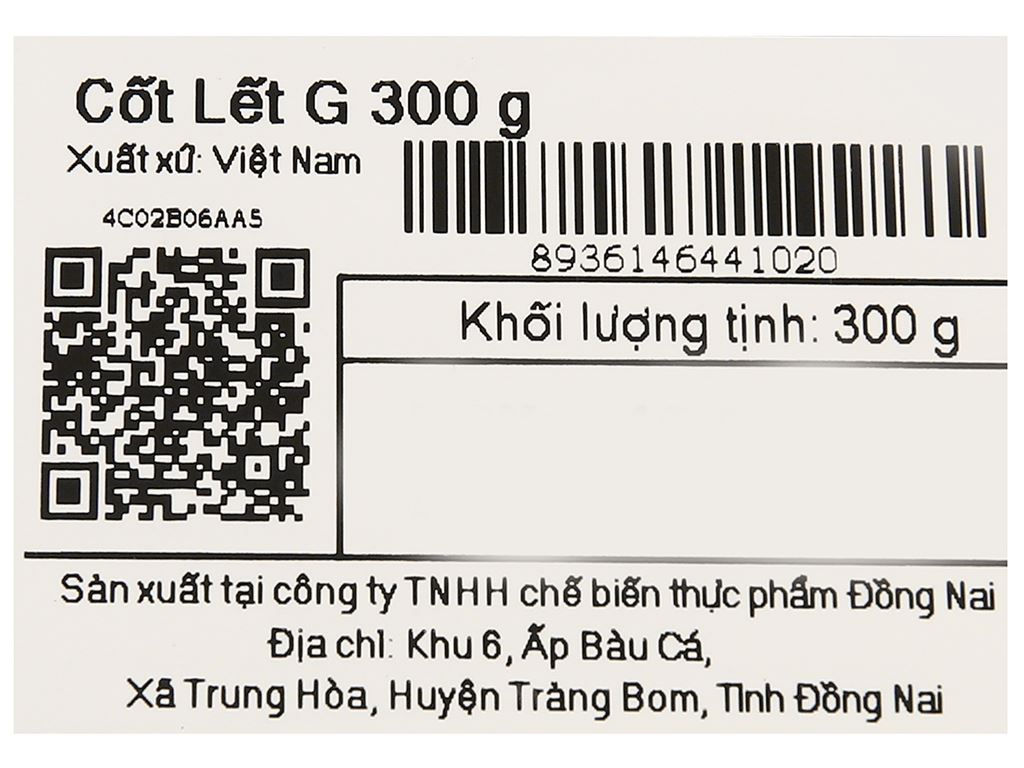 Cốt Lết G 300 g
Xuất xứ: Việt Nam
4C02B06AA5
8936146441020
Khối lượng tịnh: 300 g
Sản xuất tại công ty TNHH chế biến thực phẩm Đồng Nai
Địa chỉ: Khu 6, Ấp Bàu Cá,
Xã Trung Hòa, Huyện Trảng Bom, Tỉnh Đồng Nai